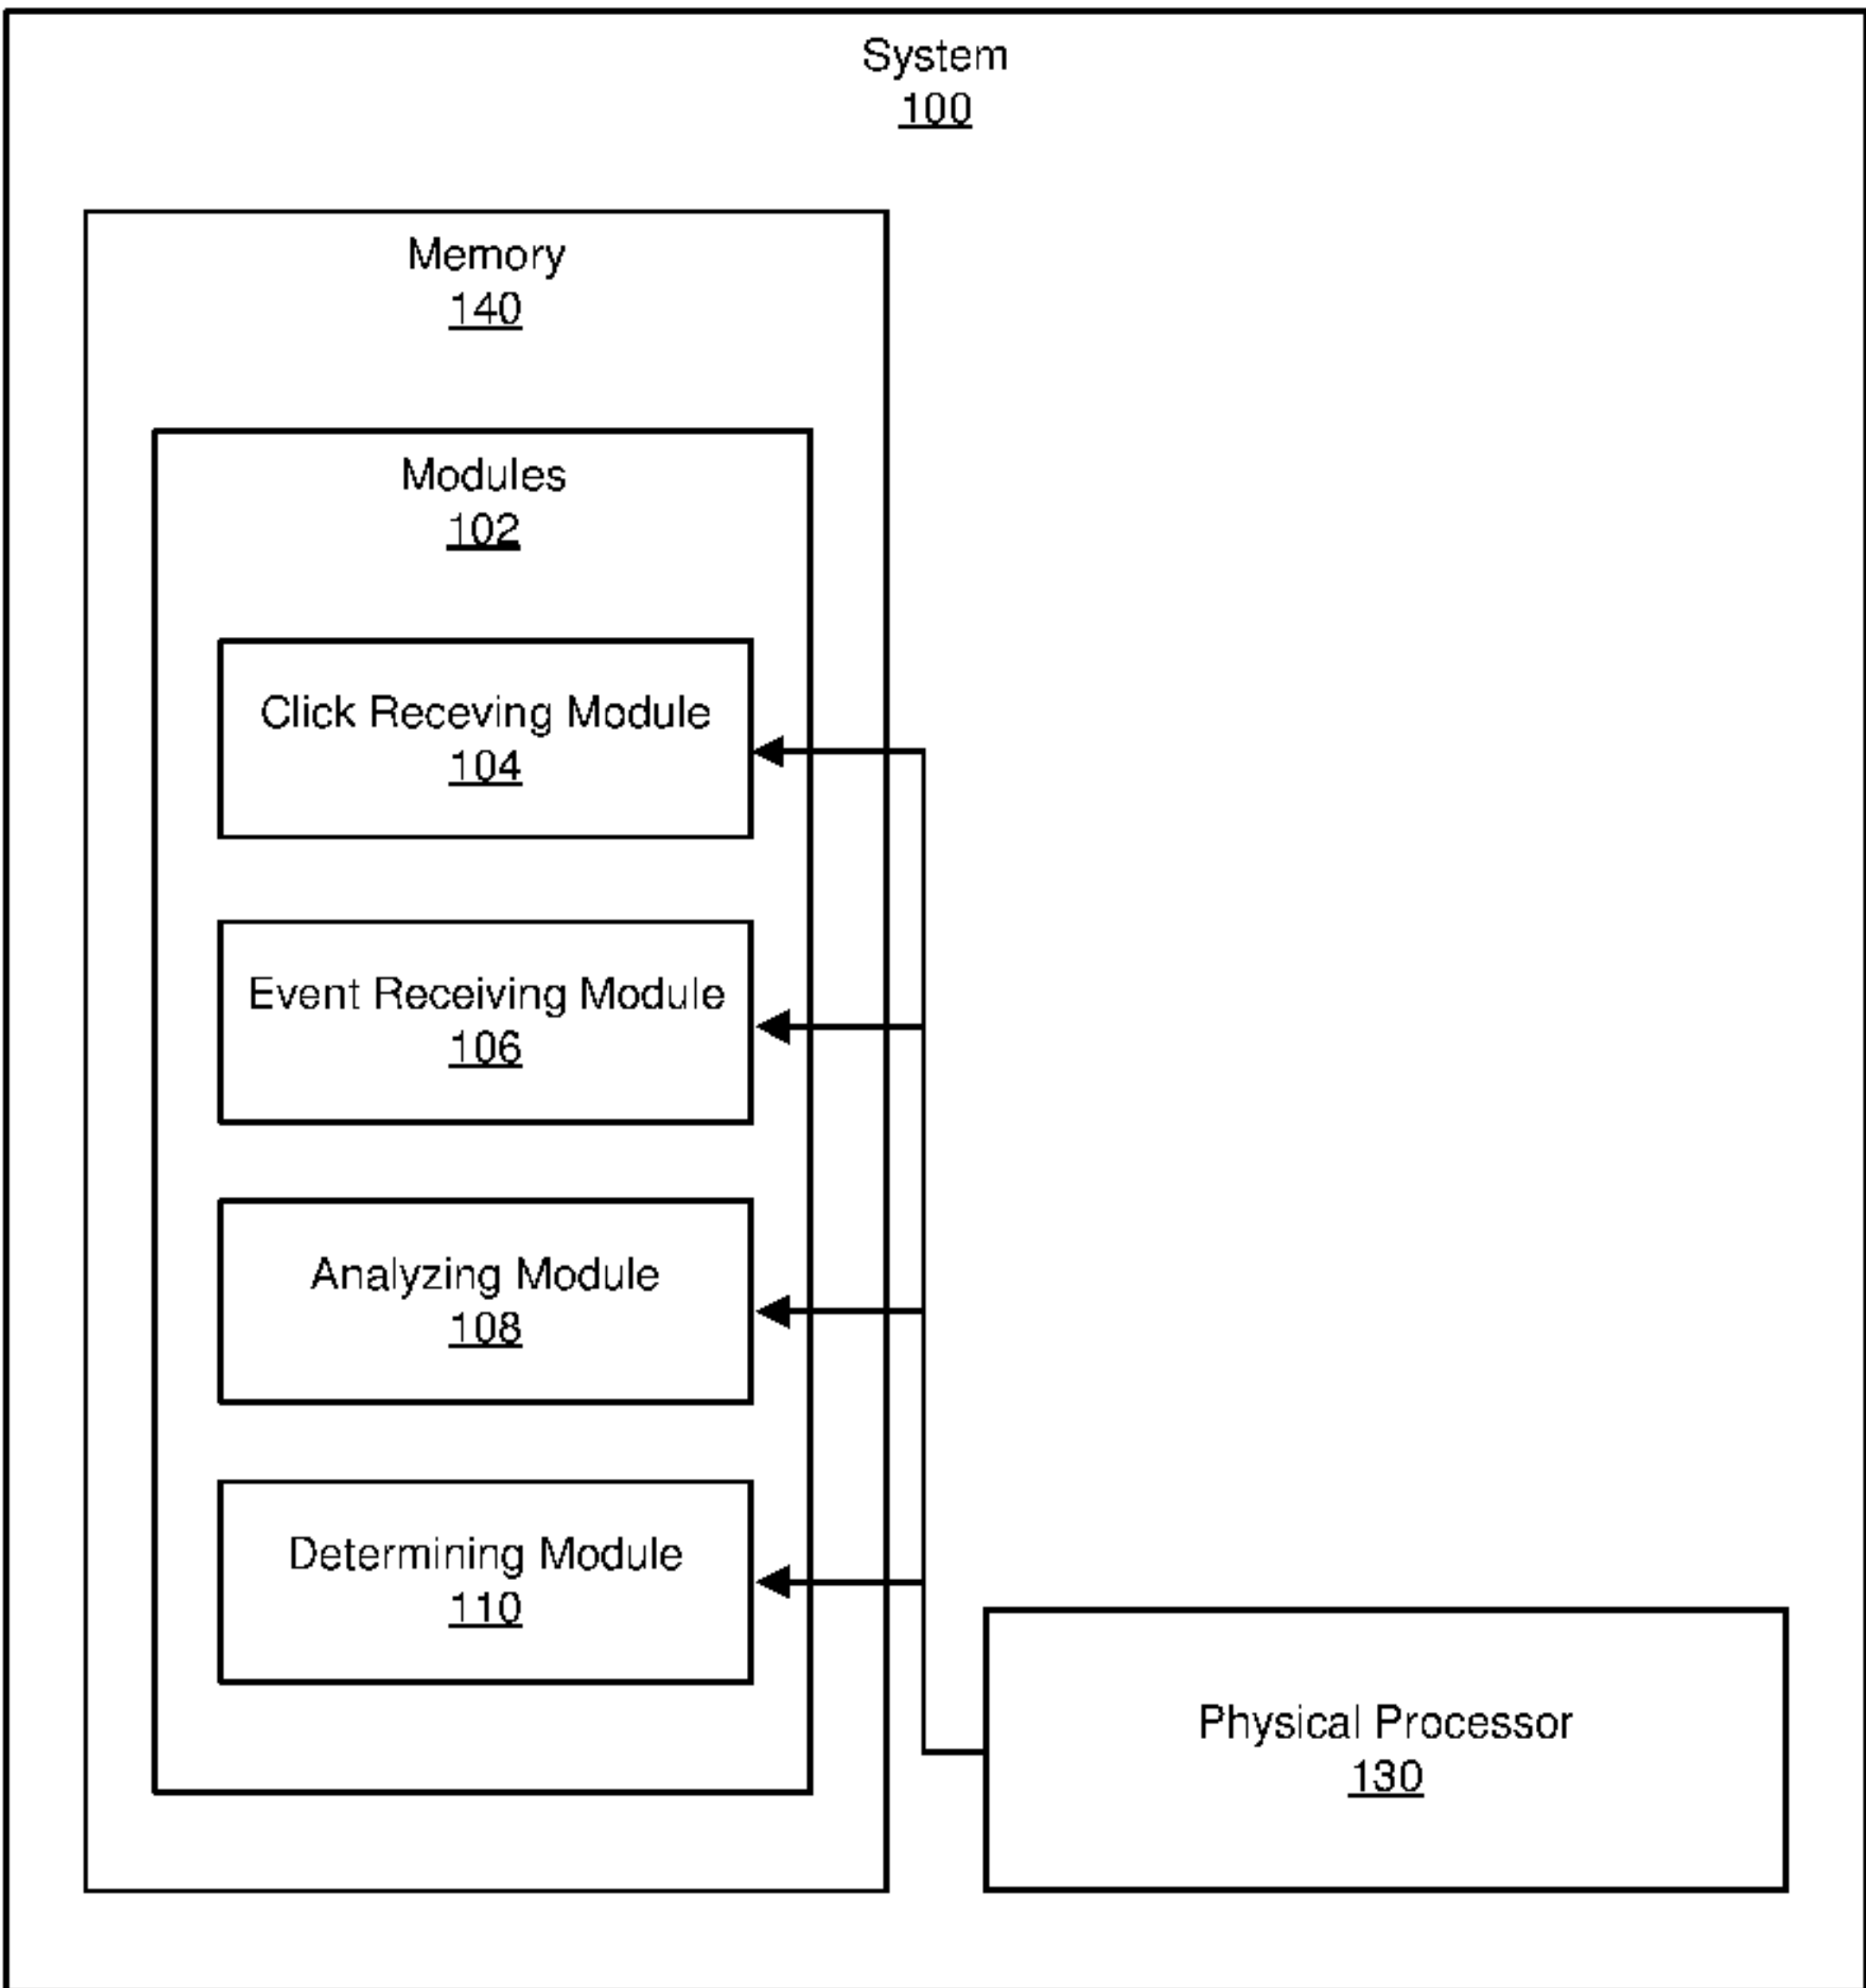 System
100
Memory
140
Modules
102
Click Receving Module
104
Event Receiving Module
106
Analyzing Module
108
Determining Module
110
Physical Processor
130